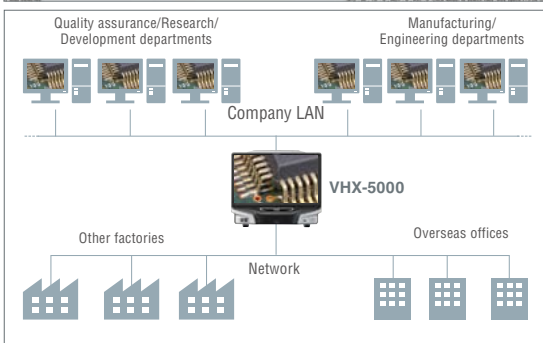 Quality assurance/Research/
Development departments
Manufacturing/
Engineering departments
Company LAN
VHX-5000
Other factories
Overseas offices
Network